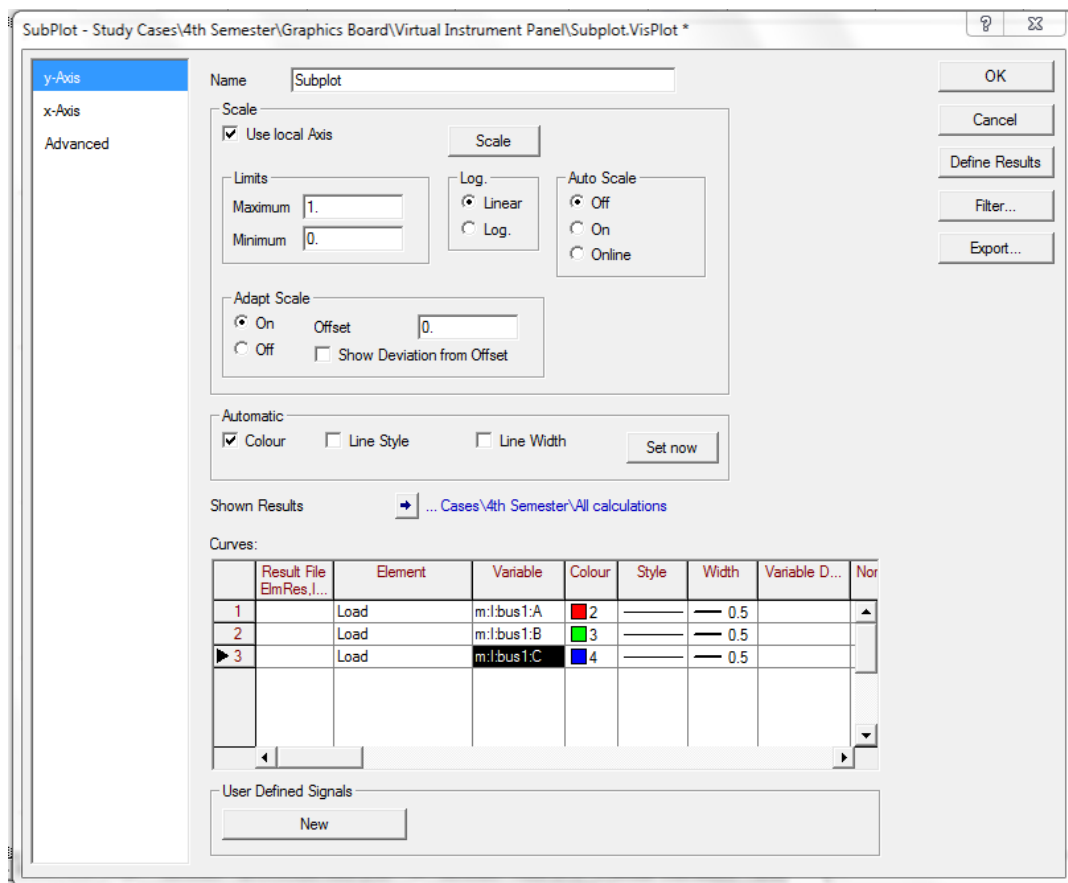 SubPlot - Study Cases\4th Semester\Graphics Board\Virtual Instrument Panel\Subplot.VisPlot *
y-Axis
x-Axis
Advanced
Name Subplot
Scale
Use local Axis
Scale
Limits
Maximum 1.
Minimum 0.
Log.
Linear
Log.
Auto Scale
Off
On
Online
Adapt Scale
On
Off
Offset 0.
Show Deviation from Offset
Automatic
Colour Line Style Line Width Set now
Shown Results ... Cases\4th Semester\All calculations
Curves:
Result File Element Variable Colour Style Width Variable D... Nor
ElmRes,I...
1 Load m:I:bus1:A 2 0.5
2 Load m:I:bus1:B 3 0.5
3 Load m:I:bus1:C 4 0.5
User Defined Signals
New
OK
Cancel
Define Results
Filter...
Export...